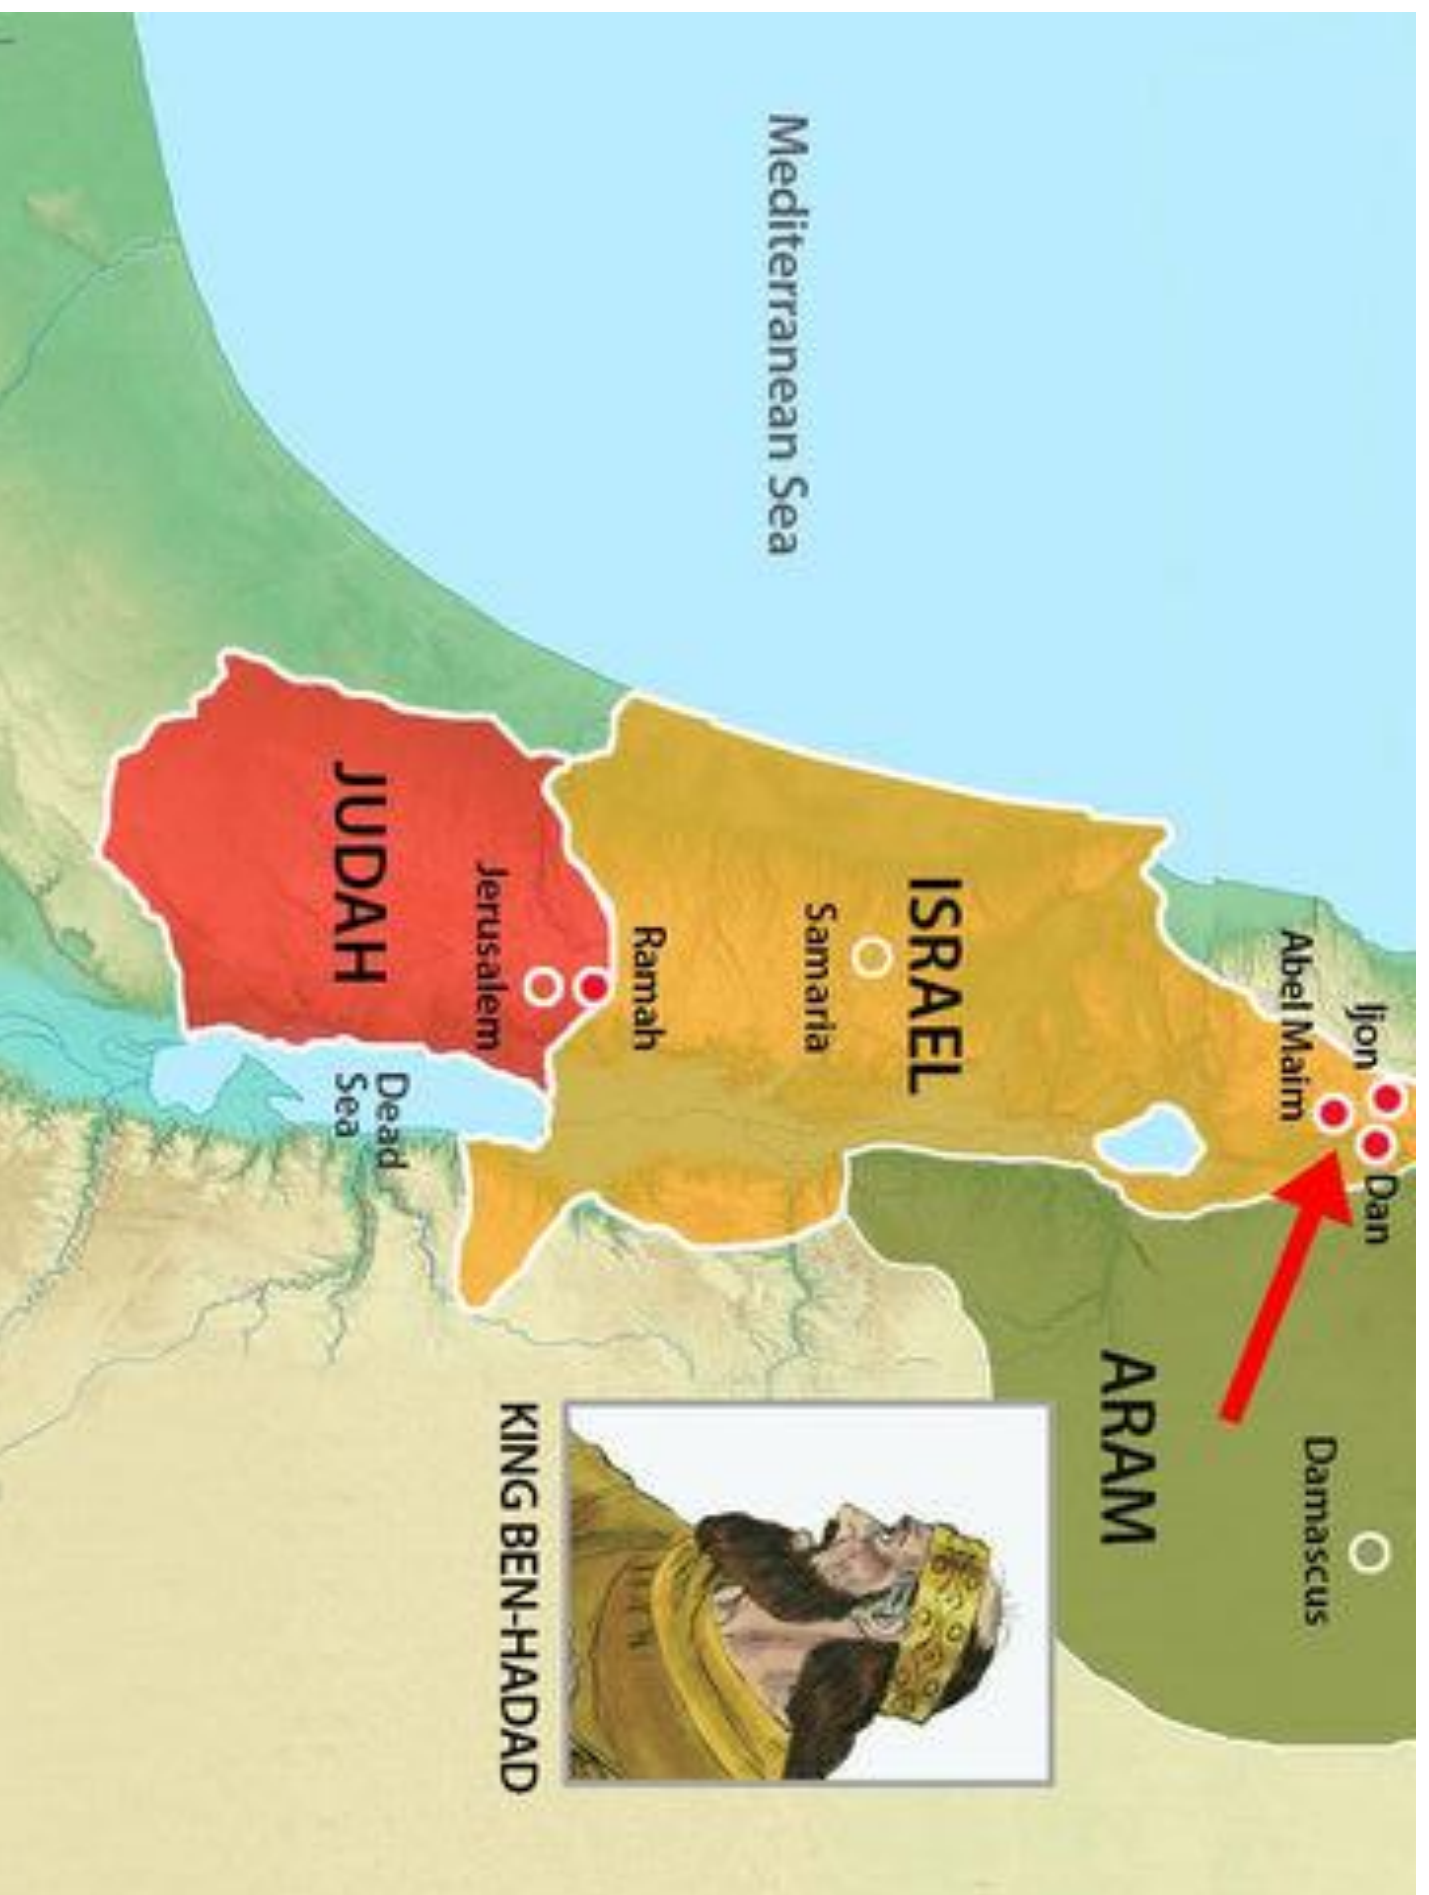 Mediterranean Sea
Ijon
Dan
Abel Maim
Damascus
ARAM
ISRAEL
Samaria
Ramah
Jerusalem
JUDAH
Dead
Sea
KING BEN-HADAD